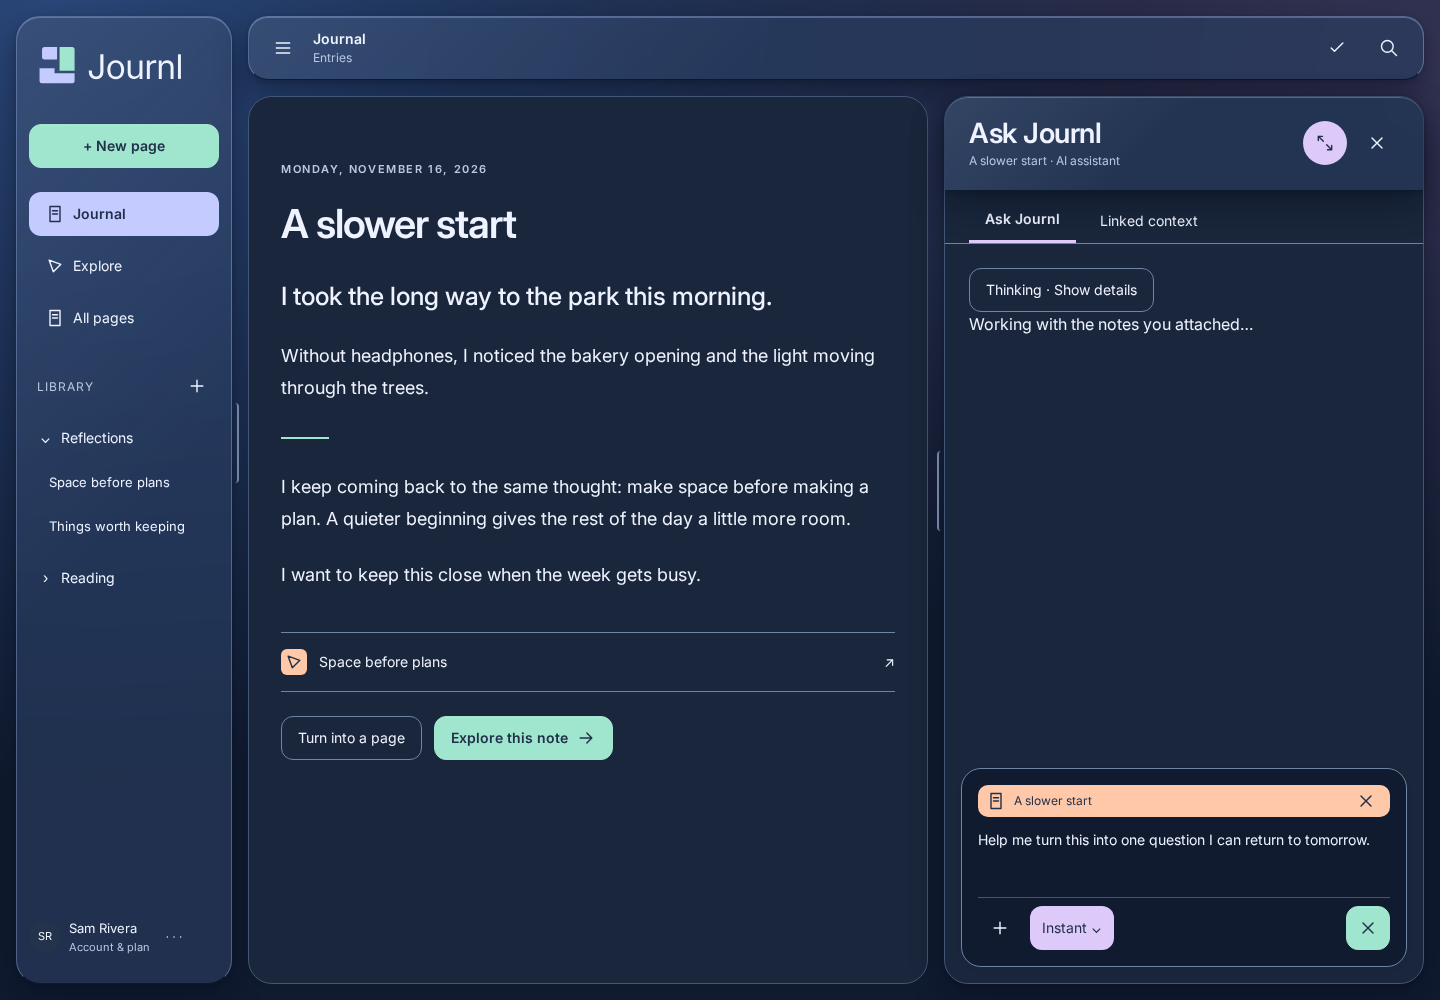 Journl
+ New page
Journal
Explore
All pages
LIBRARY
Reflections
Space before plans
Things worth keeping
Reading
SR
Sam Rivera
Account & plan
...
Journal
Entries
MONDAY, NOVEMBER 16, 2026
A slower start
I took the long way to the park this morning.
Without headphones, I noticed the bakery opening and the light moving
through the trees.
I keep coming back to the same thought: make space before making a
plan. A quieter beginning gives the rest of the day a little more room.
I want to keep this close when the week gets busy.
Space before plans
Turn into a page
Explore this note
Ask Journl
A slower start · AI assistant
Ask Journl
Linked context
Thinking · Show details
Working with the notes you attached...
A slower start
Help me turn this into one question I can return to tomorrow.
Instant